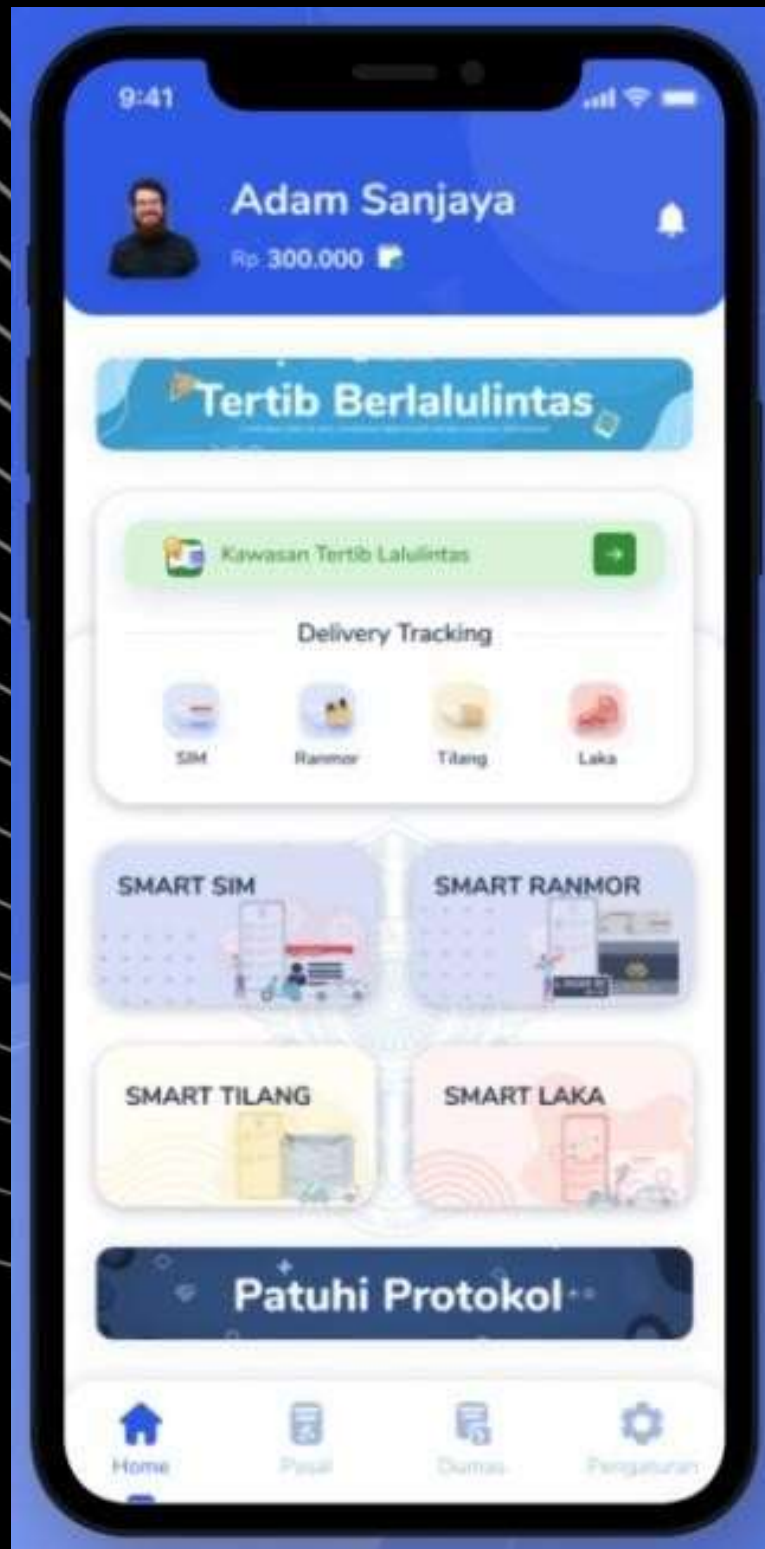 9:41
Adam Sanjaya
Rp 300.000
Tertib Berlalulintas
Kawasan Tertib Lalulintas
Delivery Tracking
SIM
Ranmor
Tilang
Laka
SMART SIM
SMART RANMOR
SMART TILANG
SMART LAKA
Patuhi Protokol
Home
Pasal
Dumas
Pengaturan